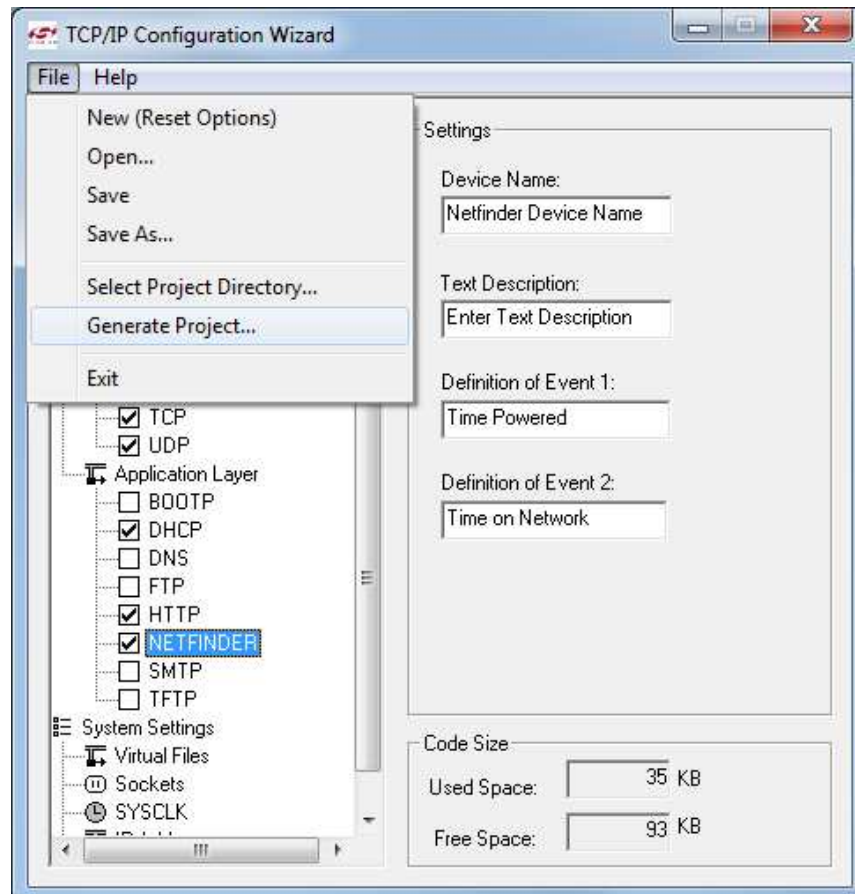 TCP/IP Configuration Wizard
File Help
New (Reset Options)
Open...
Save
Save As...
Select Project Directory...
Generate Project...
Exit
TCP
UDP
Application Layer
BOOTP
DHCP
DNS
FTP
HTTP
NETFINDER
SMTP
TFTP
System Settings
Virtual Files
Sockets
SYSCLK
Settings
Device Name:
Netfinder Device Name
Text Description:
Enter Text Description
Definition of Event 1:
Time Powered
Definition of Event 2:
Time on Network
Code Size
Used Space: 35 KB
Free Space: 93 KB